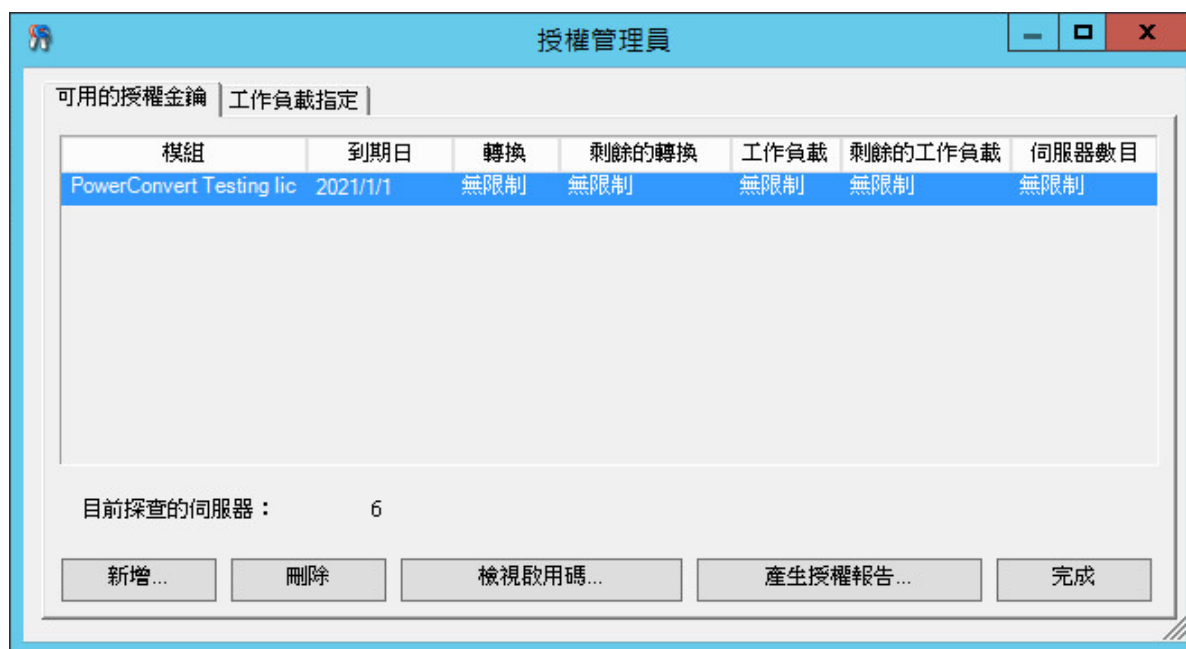 授權管理員
可用的授權金鑰 工作負載指定
模組 到期日 轉換 剩餘的轉換 工作負載 剩餘的工作負載 伺服器數目
PowerConvert Testing lic 2021/1/1 無限制 無限制 無限制 無限制 無限制
目前探查的伺服器： 6
新增... 刪除 檢視啟用碼... 產生授權報告... 完成